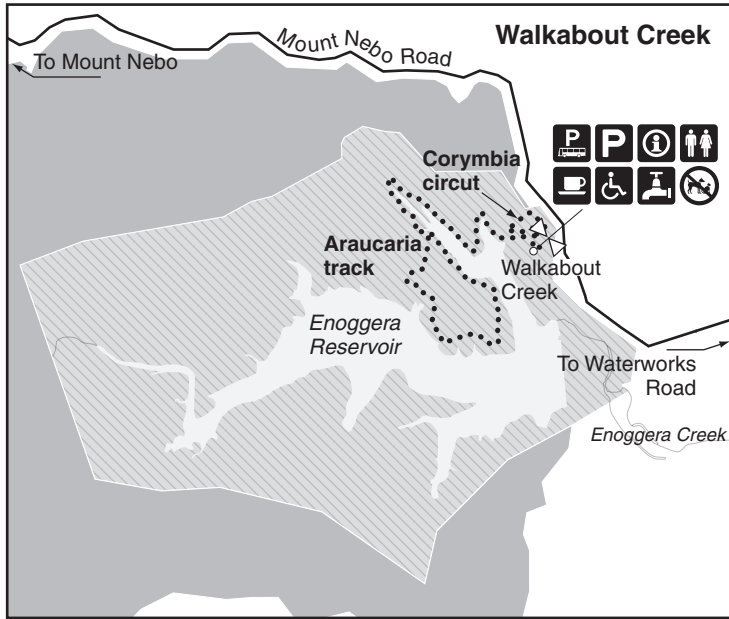 Walkabout Creek
Mount Nebo Road
To Mount Nebo
P
P
i
Corymbia
circut
Araucaria
track
Walkabout
Creek
Enoggera
Reservoir
To Waterworks
Road
Enoggera Creek